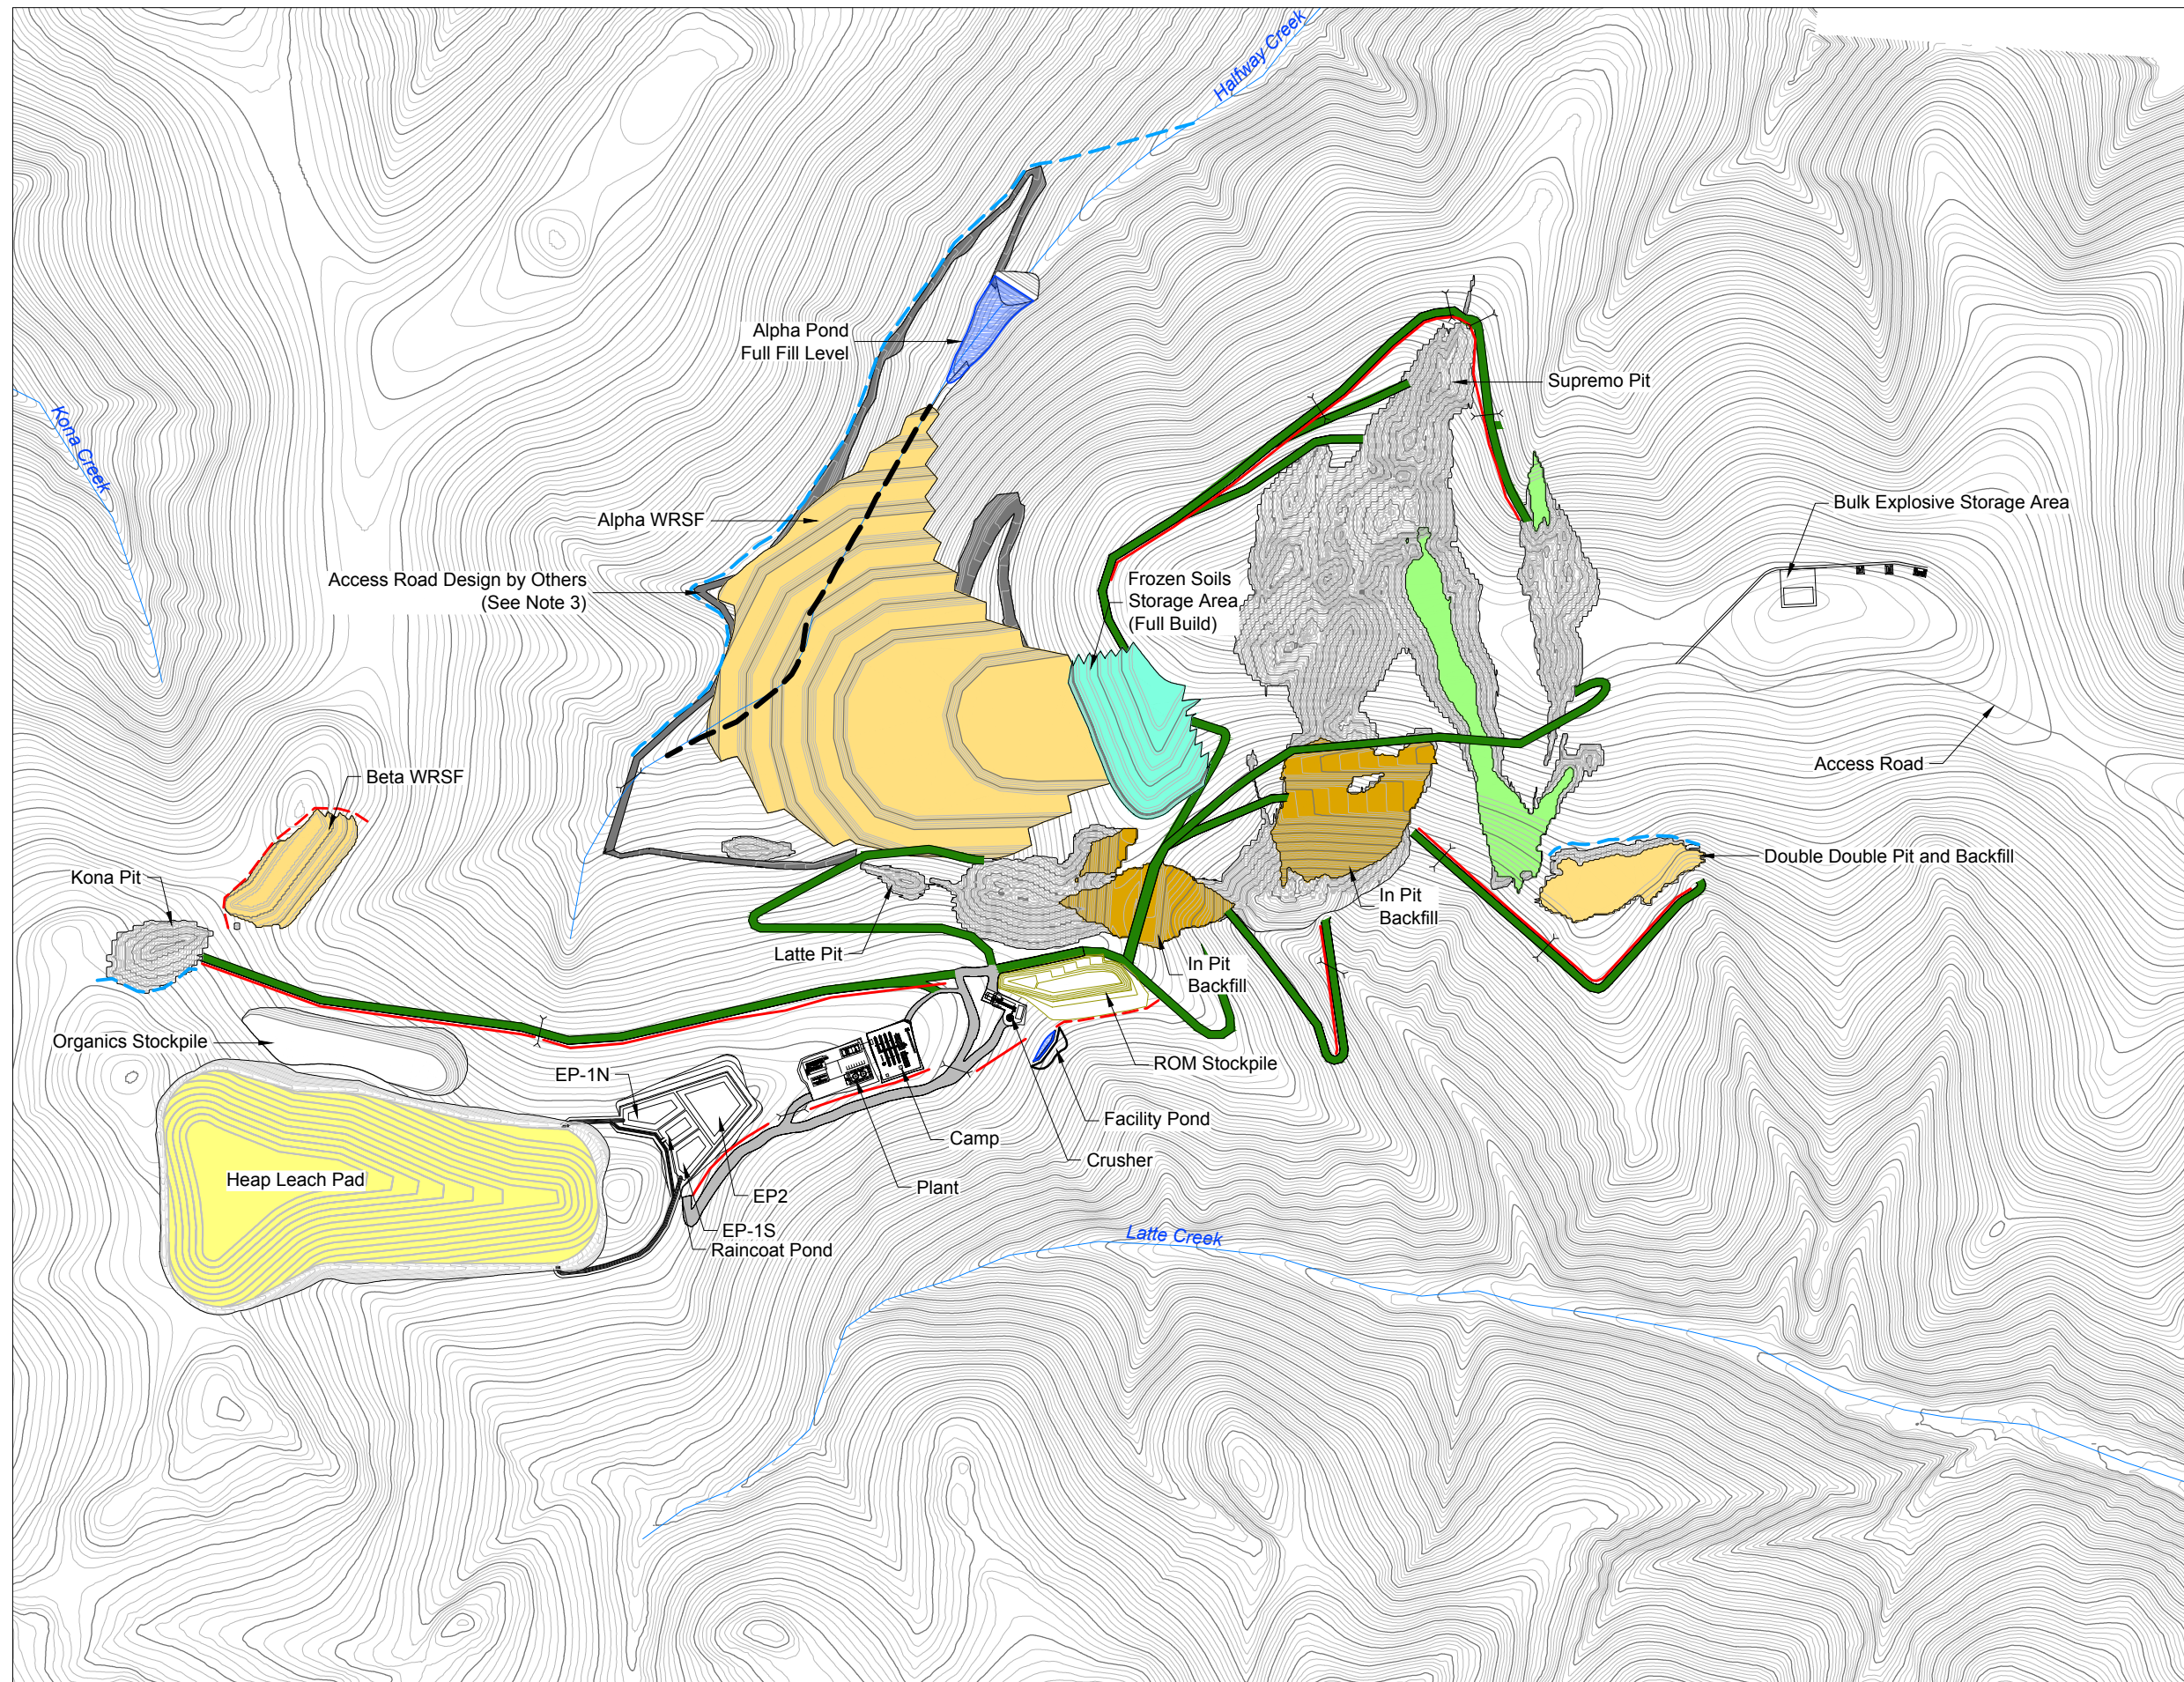 Halfway Creek
Alpha Pond
Full Fill Level
Supremo Pit
Kona Creek
Bulk Explosive Storage Area
Alpha WRSF
Access Road Design by Others
(See Note 3)
Frozen Soils
Storage Area
(Full Build)
Access Road
Beta WRSF
Double Double Pit and Backfill
Kona Pit
In Pit
Backfill
Latte Pit
In Pit
Backfill
Organics Stockpile
ROM Stockpile
EP-1N
Facility Pond
Camp
Crusher
Heap Leach Pad
Plant
EP2
EP-1S
Raincoat Pond
Latte Creek